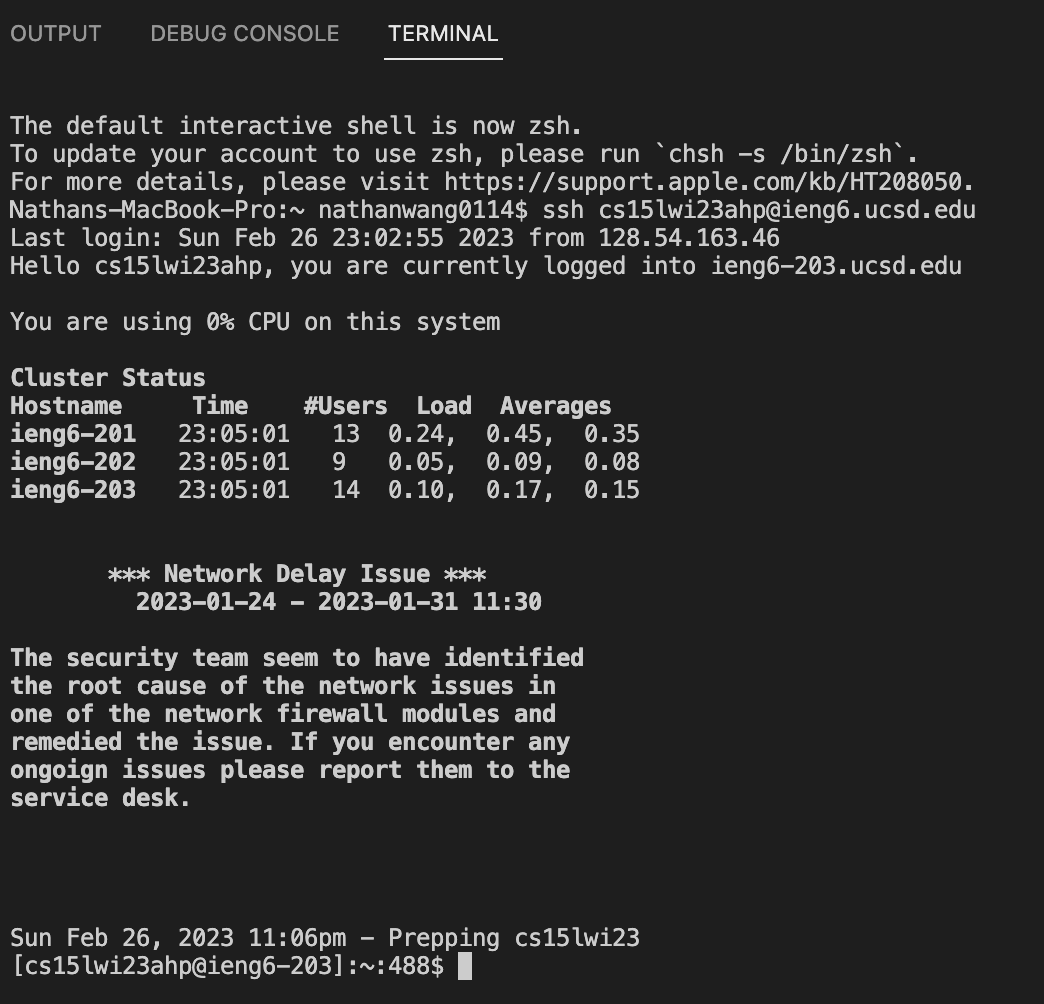 OUTPUT DEBUG CONSOLE TERMINAL
The default interactive shell is now zsh.
To update your account to use zsh, please run `chsh -s /bin/zsh`.
For more details, please visit https://support.apple.com/kb/HT208050.
Nathans-MacBook-Pro:~ nathanwang0114$ ssh cs15lwi23ahp@ieng6.ucsd.edu
Last login: Sun Feb 26 23:02:55 2023 from 128.54.163.46
Hello cs15lwi23ahp, you are currently logged into ieng6-203.ucsd.edu
You are using 0% CPU on this system
Cluster Status
Hostname     Time    #Users  Load  Averages
ieng6-201   23:05:01   13  0.24,  0.45,  0.35
ieng6-202   23:05:01   9   0.05,  0.09,  0.08
ieng6-203   23:05:01   14  0.10,  0.17,  0.15
*** Network Delay Issue ***
2023-01-24 - 2023-01-31 11:30
The security team seem to have identified
the root cause of the network issues in
one of the network firewall modules and
remedied the issue. If you encounter any
ongoign issues please report them to the
service desk.
Sun Feb 26, 2023 11:06pm - Prepping cs15lwi23
[cs15lwi23ahp@ieng6-203]:~:488$